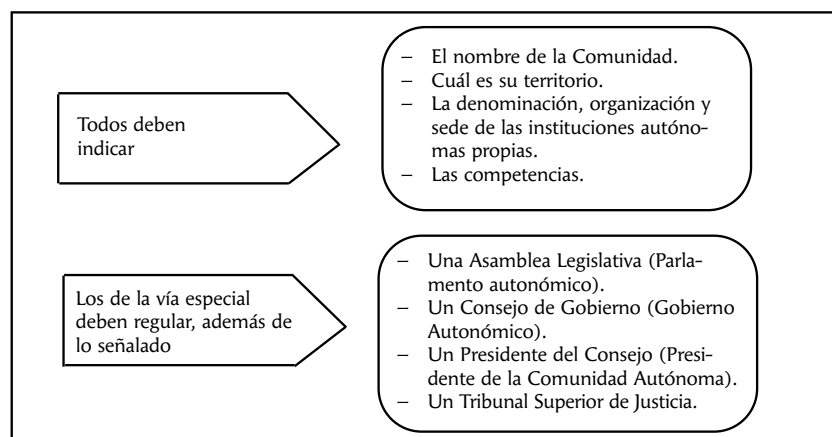 Todos deben
indicar
– El nombre de la Comunidad.
– Cuál es su territorio.
– La denominación, organización y
sede de las instituciones autóno-
mas propias.
– Las competencias.
Los de la vía especial
deben regular, además de
lo señalado
– Una Asamblea Legislativa (Parla-
mento autonómico).
– Un Consejo de Gobierno (Gobierno
Autonómico).
– Un Presidente del Consejo (Presi-
dente de la Comunidad Autónoma).
– Un Tribunal Superior de Justicia.